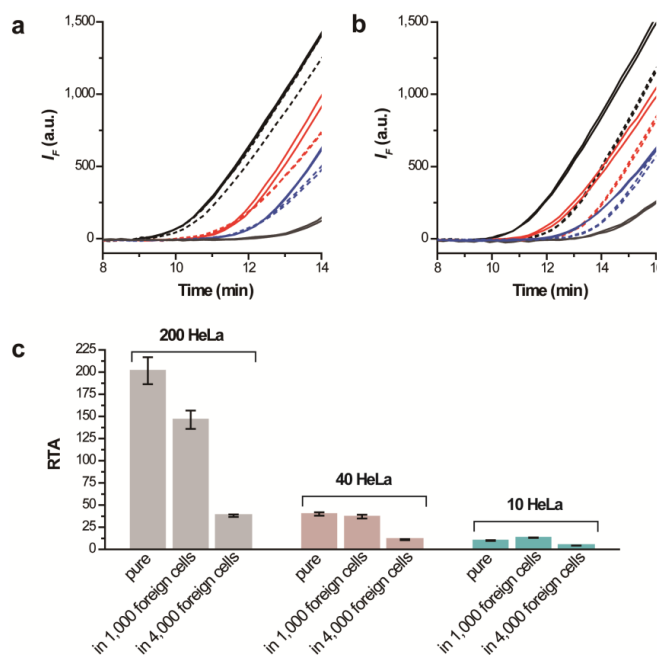 a
b
1,500
1,000
500
0
I_F (a.u.)
8
10
12
14
Time (min)
1,500
1,000
500
0
I_F (a.u.)
8
10
12
14
16
Time (min)
c
225
200
175
150
125
100
75
50
25
0
RTA
200 HeLa
40 HeLa
10 HeLa
pure
in 1,000 foreign cells
in 4,000 foreign cells
pure
in 1,000 foreign cells
in 4,000 foreign cells
pure
in 1,000 foreign cells
in 4,000 foreign cells